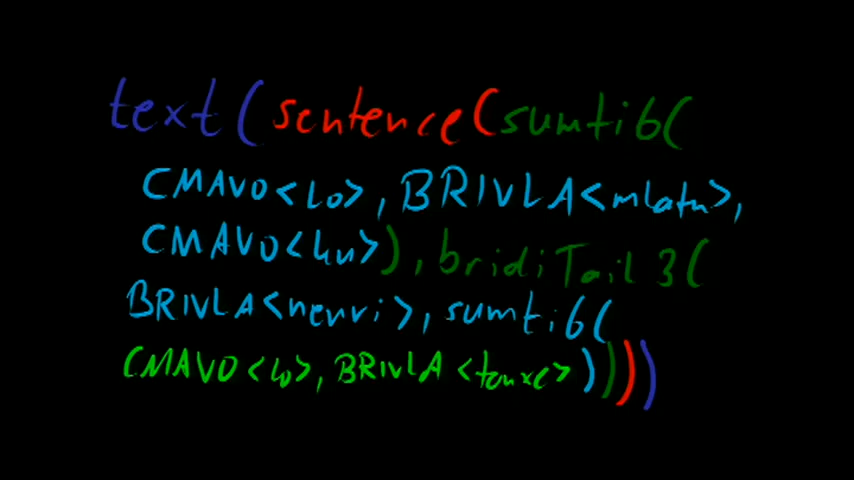 text(sentence(sumti6(
CMAVO<lo>, BRIVLA<mlatu>,
CMAVO<ku>), bridiTail3(
BRIVLA<nenri>, sumti6(
CMAVO<lo>, BRIVLA<tanxe>))))